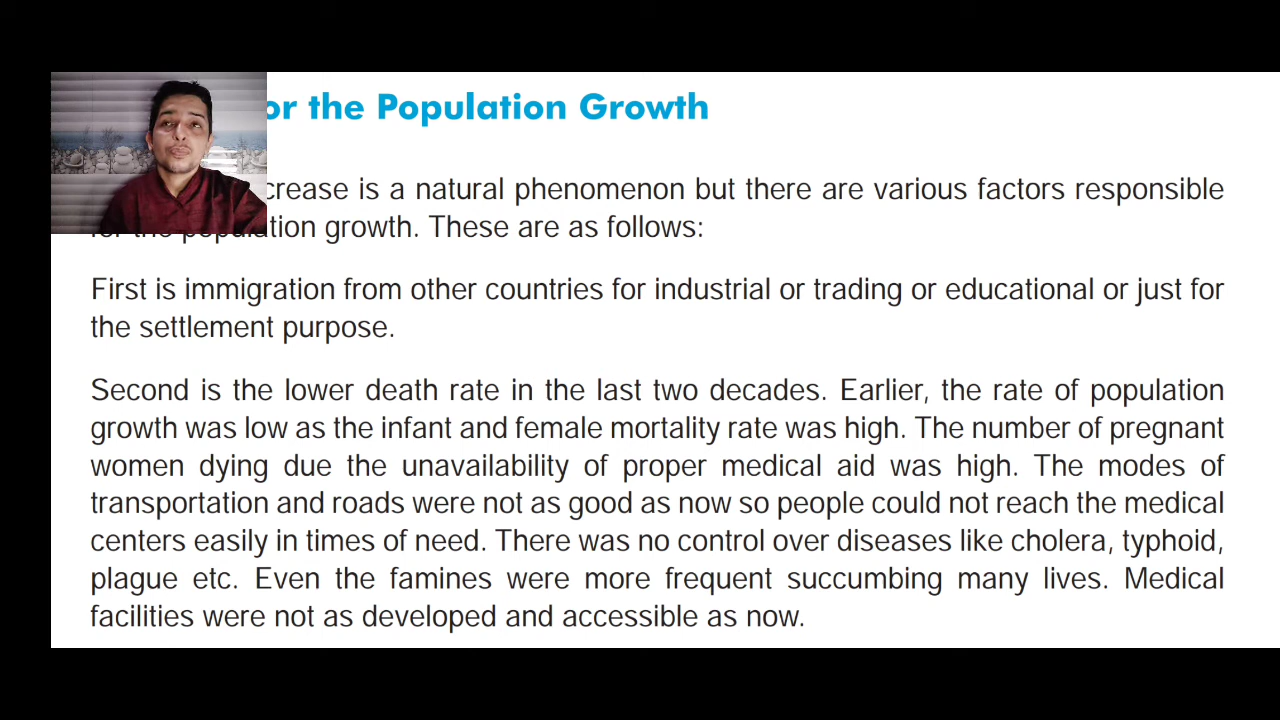 or the Population Growth
crease is a natural phenomenon but there are various factors responsible
for the population growth. These are as follows:
First is immigration from other countries for industrial or trading or educational or just for
the settlement purpose.
Second is the lower death rate in the last two decades. Earlier, the rate of population
growth was low as the infant and female mortality rate was high. The number of pregnant
women dying due the unavailability of proper medical aid was high. The modes of
transportation and roads were not as good as now so people could not reach the medical
centers easily in times of need. There was no control over diseases like cholera, typhoid,
plague etc. Even the famines were more frequent succumbing many lives. Medical
facilities were not as developed and accessible as now.